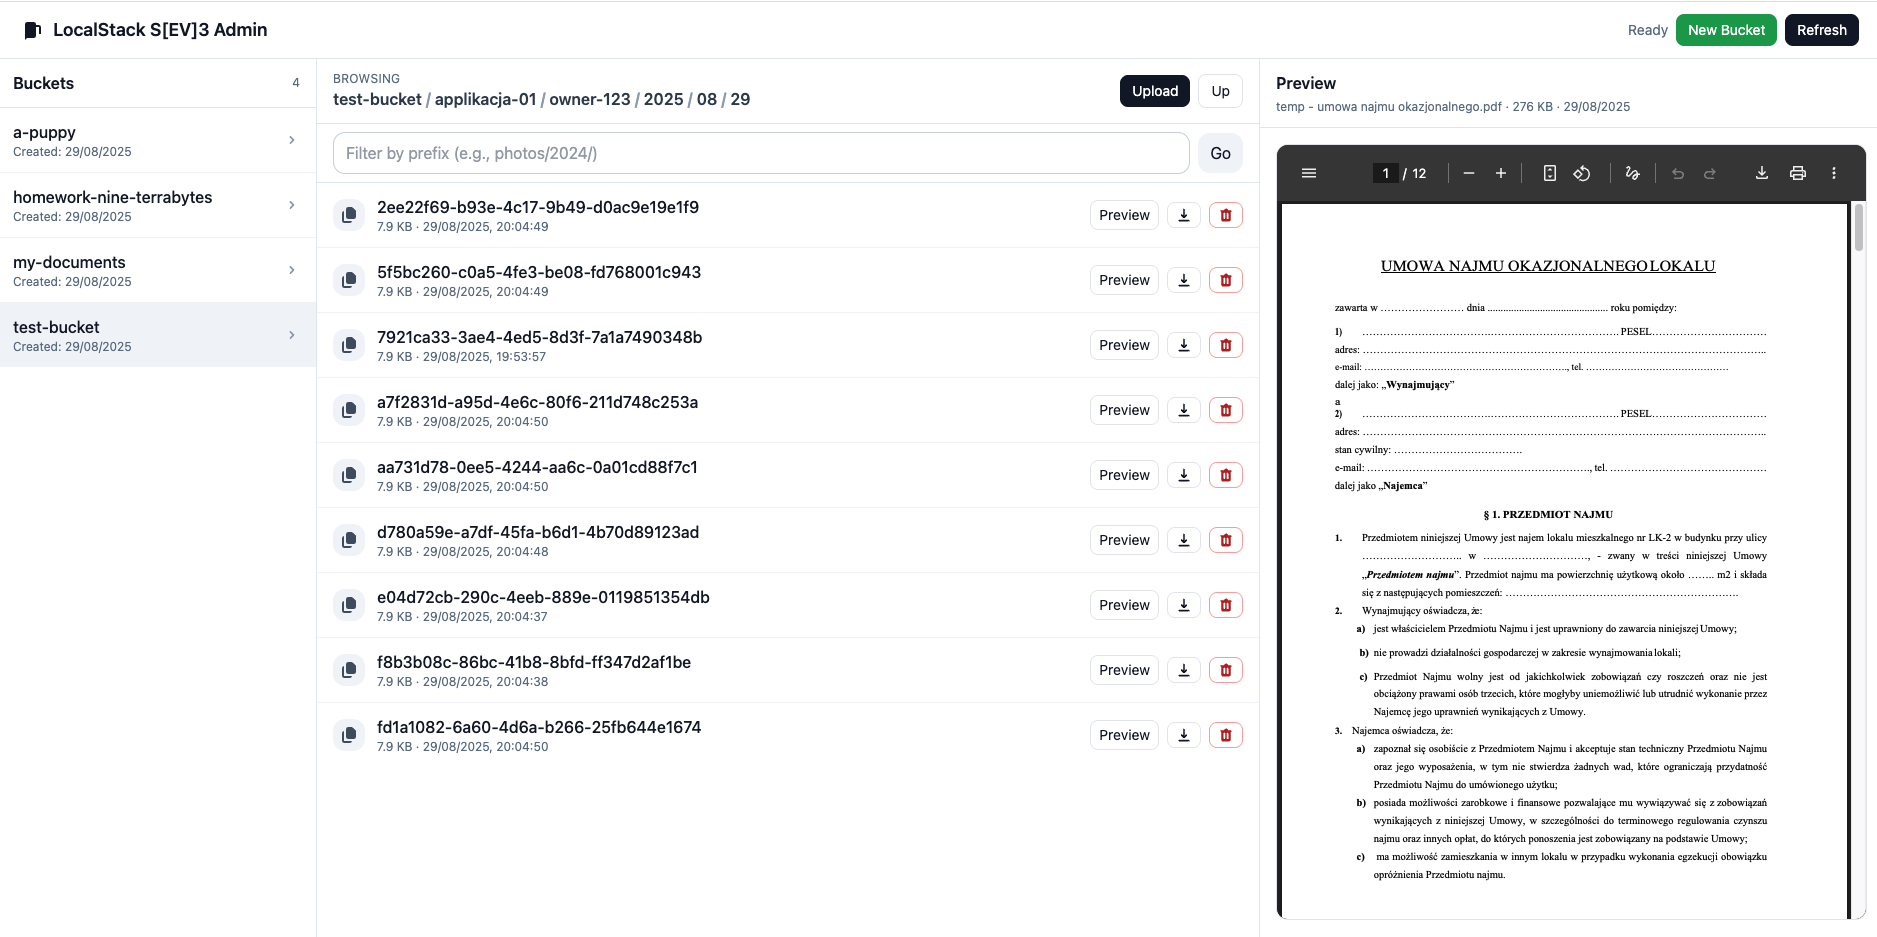 LocalStack S[EV]3 Admin
Ready
New Bucket
Refresh
Buckets
4
a-puppy
Created: 29/08/2025
homework-nine-terrabytes
Created: 29/08/2025
my-documents
Created: 29/08/2025
test-bucket
Created: 29/08/2025
BROWSING
test-bucket / applikacja-01 / owner-123 / 2025 / 08 / 29
Upload
Up
Filter by prefix (e.g., photos/2024/)
Go
2ee22f69-b93e-4c17-9b49-d0ac9e19e1f9
Preview
7.9 KB · 29/08/2025, 20:04:49
5f5bc260-c0a5-4fe3-be08-fd768001c943
Preview
7.9 KB · 29/08/2025, 20:04:49
7921ca33-3ae4-4ed5-8d3f-7a1a7490348b
Preview
7.9 KB · 29/08/2025, 19:53:57
a7f2831d-a95d-4e6c-80f6-211d748c253a
Preview
7.9 KB · 29/08/2025, 20:04:50
aa731d78-0ee5-4244-aa6c-0a01cd88f7c1
Preview
7.9 KB · 29/08/2025, 20:04:50
d780a59e-a7df-45fa-b6d1-4b70d89123ad
Preview
7.9 KB · 29/08/2025, 20:04:48
e04d72cb-290c-4eeb-889e-0119851354db
Preview
7.9 KB · 29/08/2025, 20:04:37
f8b3b08c-86bc-41b8-8bfd-ff347d2af1be
Preview
7.9 KB · 29/08/2025, 20:04:38
fd1a1082-6a60-4d6a-b266-25fb644e1674
Preview
7.9 KB · 29/08/2025, 20:04:50
Preview
temp - umowa najmu okazjonalnego.pdf · 276 KB · 29/08/2025
1 / 12
UMOWA NAJMU OKAZJONALNEGO LOKALU
zawarta w …………………… dnia .............................................. roku pomiędzy:
1) ……………………………………………………………… PESEL…………………………
adres: ………………………………………………………………………………………………..
e-mail: …………………………………………………, tel. …………………………………
dalej jako: „Wynajmujący”
a
2) ……………………………………………………………… PESEL…………………………
adres: ………………………………………………………………………………………………..
stan cywilny: ………………………………
e-mail: ………………………………………………………., tel. ……………………………………
dalej jako „Najemca”
§ 1. PRZEDMIOT NAJMU
1. Przedmiotem niniejszej Umowy jest najem lokalu mieszkalnego nr LK-2 w budynku przy ulicy
……………………….. w …………………………, - zwany w treści niniejszej Umowy
„Przedmiotem najmu”. Przedmiot najmu ma powierzchnię użytkową około …….. m2 i składa
się z następujących pomieszczeń: ………………………………………………………….
2. Wynajmujący oświadcza, że:
a) jest właścicielem Przedmiotu Najmu i jest uprawniony do zawarcia niniejszej Umowy;
b) nie prowadzi działalności gospodarczej w zakresie wynajmowania lokali;
c) Przedmiot Najmu wolny jest od jakichkolwiek zobowiązań czy roszczeń oraz nie jest
obciążony prawami osób trzecich, które mogłyby uniemożliwić lub utrudnić wykonanie przez
Najemcę jego uprawnień wynikających z Umowy.
3. Najemca oświadcza, że:
a) zapoznał się osobiście z Przedmiotem Najmu i akceptuje stan techniczny Przedmiotu Najmu
oraz jego wyposażenia, w tym nie stwierdza żadnych wad, które ograniczają przydatność
Przedmiotu Najmu do umówionego użytku;
b) posiada możliwości zarobkowe i finansowe pozwalające mu wywiązywać się z zobowiązań
wynikających z niniejszej Umowy, w szczególności do terminowego regulowania czynszu
najmu oraz innych opłat, do których ponoszenia jest zobowiązany na podstawie Umowy;
c) ma możliwość zamieszkania w innym lokalu w przypadku wykonania egzekucji obowiązku
opróżnienia Przedmiotu najmu.